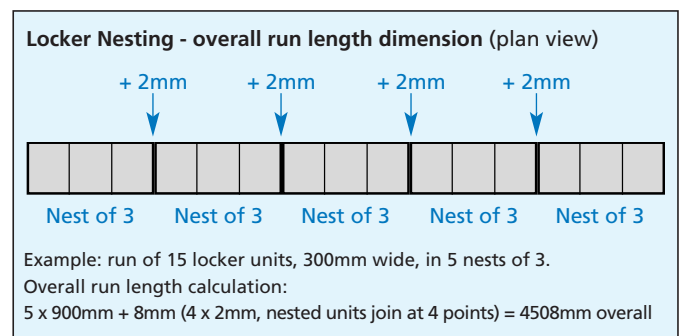 Locker Nesting - overall run length dimension (plan view)
+ 2mm + 2mm + 2mm + 2mm
Nest of 3 Nest of 3 Nest of 3 Nest of 3 Nest of 3
Example: run of 15 locker units, 300mm wide, in 5 nests of 3.
Overall run length calculation:
5 x 900mm + 8mm (4 x 2mm, nested units join at 4 points) = 4508mm overall